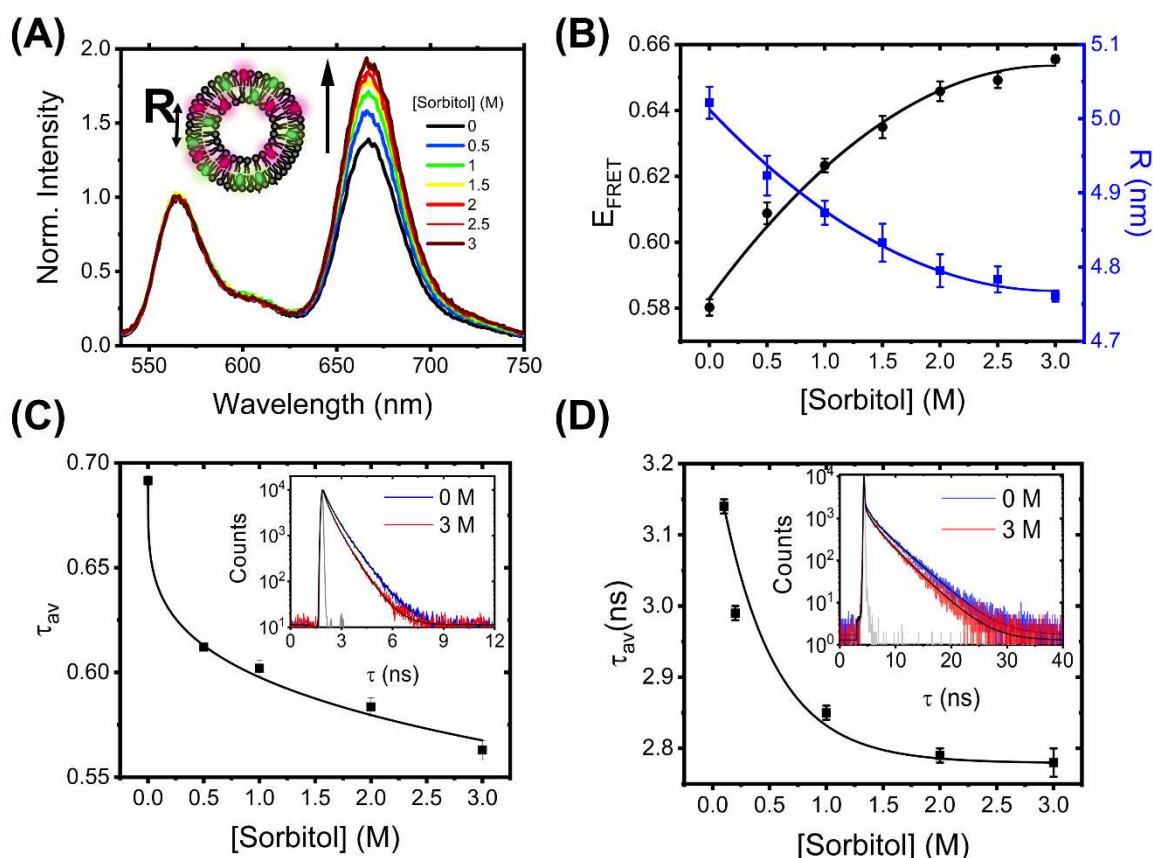 (A)
2.0
1.5
1.0
0.5
0.0
Norm. Intensity
R
[Sorbitol] (M)
0
0.5
1
1.5
2
2.5
3
550 600 650 700 750
Wavelength (nm)
(B)
0.66
0.64
0.62
0.60
0.58
E_FRET
5.1
5.0
4.9
4.8
4.7
R (nm)
0.0 0.5 1.0 1.5 2.0 2.5 3.0
[Sorbitol] (M)
(C)
0.70
0.65
0.60
0.55
τav
10⁴
10³
10²
10¹
Counts
0 M
3 M
0 3 6 9 12
τ (ns)
0.0 0.5 1.0 1.5 2.0 2.5 3.0
[Sorbitol] (M)
(D)
3.2
3.1
3.0
2.9
2.8
τav(ns)
10⁴
10³
10²
10¹
10⁰
Counts
0 M
3 M
0 10 20 30 40
τ (ns)
0.0 0.5 1.0 1.5 2.0 2.5 3.0
[Sorbitol] (M)